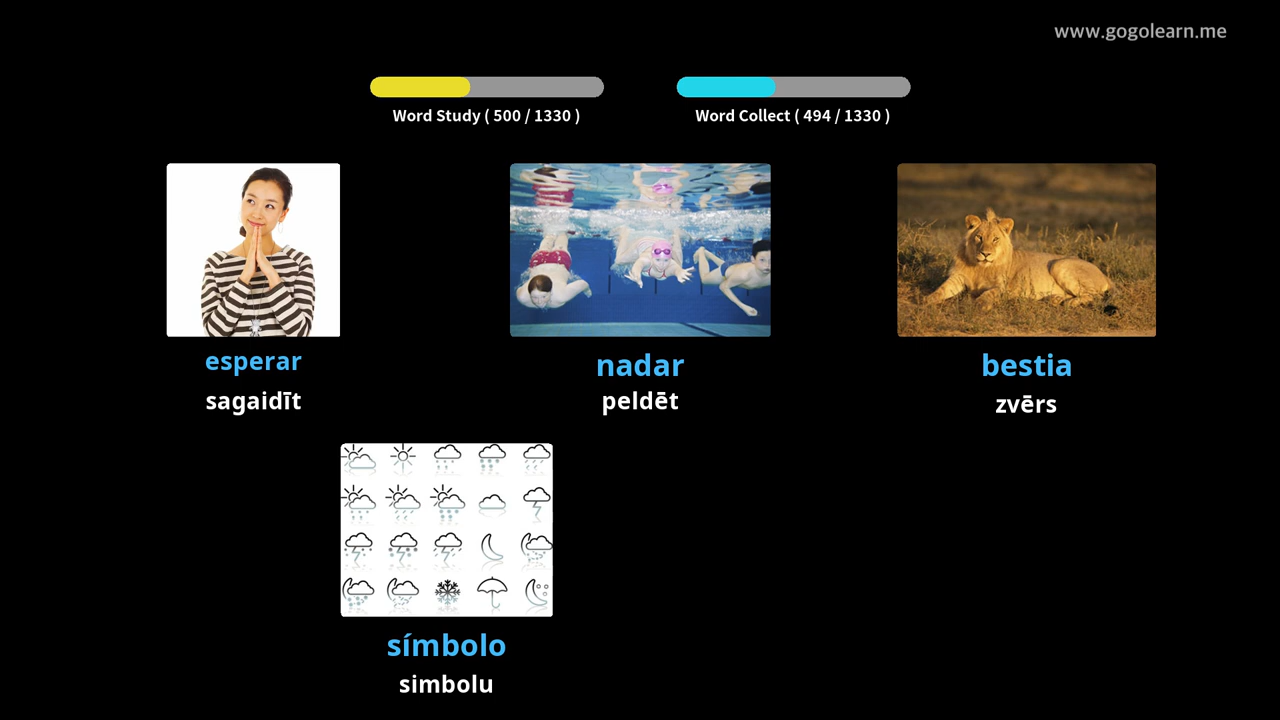 www.gogolearn.me
Word Study ( 500 / 1330 )
Word Collect ( 494 / 1330 )
esperar
sagaidīt
nadar
peldēt
bestia
zvērs
símbolo
simbolu